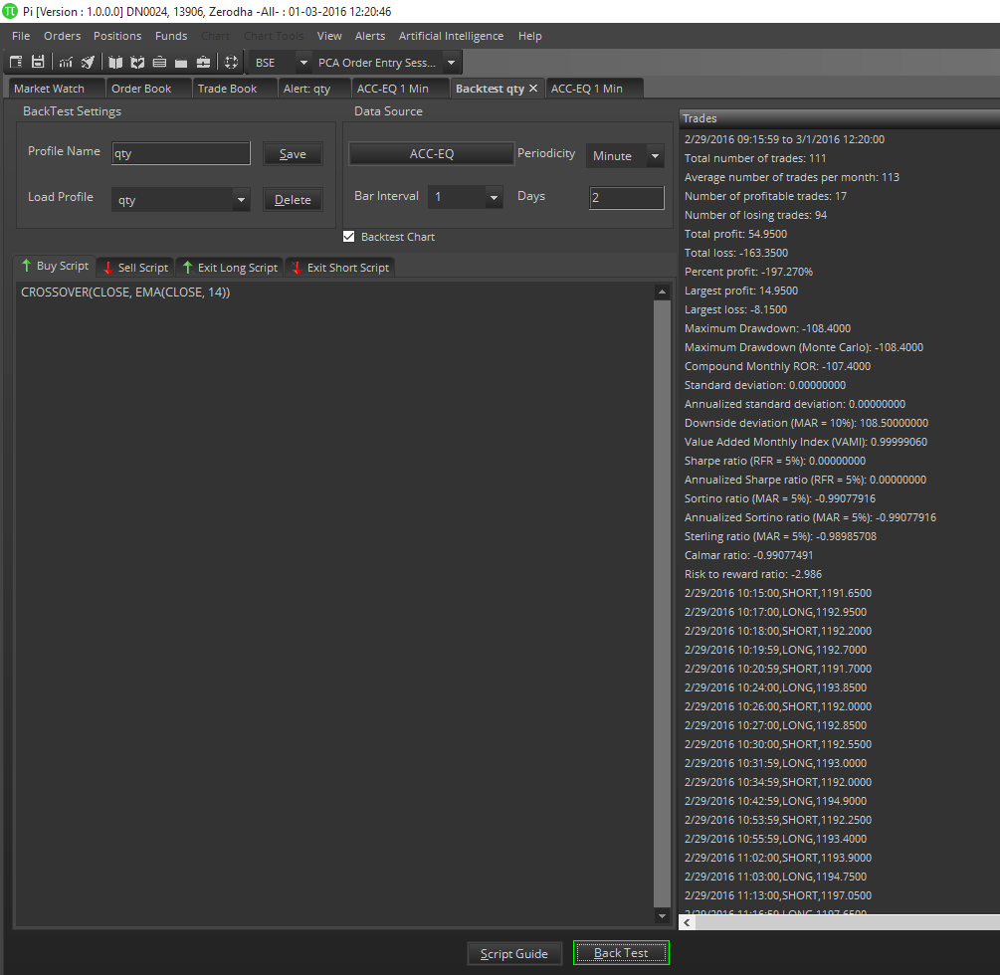 Pi [Version : 1.0.0.0] DN0024, 13906, Zerodha -All- : 01-03-2016 12:20:46
File Orders Positions Funds Chart Chart Tools View Alerts Artificial Intelligence Help
BSE PCA Order Entry Sess...
Market Watch Order Book Trade Book Alert: qty ACC-EQ 1 Min Backtest qty ✕ ACC-EQ 1 Min
BackTest Settings
Profile Name qty Save
Load Profile qty Delete
Data Source
ACC-EQ Periodicity Minute
Bar Interval 1 Days 2
Backtest Chart
Buy Script Sell Script Exit Long Script Exit Short Script
CROSSOVER(CLOSE, EMA(CLOSE, 14))
Trades
2/29/2016 09:15:59 to 3/1/2016 12:20:00
Total number of trades: 111
Average number of trades per month: 113
Number of profitable trades: 17
Number of losing trades: 94
Total profit: 54.9500
Total loss: -163.3500
Percent profit: -197.270%
Largest profit: 14.9500
Largest loss: -8.1500
Maximum Drawdown: -108.4000
Maximum Drawdown (Monte Carlo): -108.4000
Compound Monthly ROR: -107.4000
Standard deviation: 0.00000000
Annualized standard deviation: 0.00000000
Downside deviation (MAR = 10%): 108.50000000
Value Added Monthly Index (VAMI): 0.99999060
Sharpe ratio (RFR = 5%): 0.00000000
Annualized Sharpe ratio (RFR = 5%): 0.00000000
Sortino ratio (MAR = 5%): -0.99077916
Annualized Sortino ratio (MAR = 5%): -0.99077916
Sterling ratio (MAR = 5%): -0.98985708
Calmar ratio: -0.99077491
Risk to reward ratio: -2.986
2/29/2016 10:15:00,SHORT,1191.6500
2/29/2016 10:17:00,LONG,1192.9500
2/29/2016 10:18:00,SHORT,1192.2000
2/29/2016 10:19:59,LONG,1192.7000
2/29/2016 10:20:59,SHORT,1191.7000
2/29/2016 10:24:00,LONG,1193.8500
2/29/2016 10:26:00,SHORT,1192.0000
2/29/2016 10:27:00,LONG,1192.8500
2/29/2016 10:30:00,SHORT,1192.5500
2/29/2016 10:31:59,LONG,1193.0000
2/29/2016 10:34:59,SHORT,1192.0000
2/29/2016 10:42:59,LONG,1194.9000
2/29/2016 10:53:59,SHORT,1192.2500
2/29/2016 10:55:59,LONG,1193.4000
2/29/2016 11:02:00,SHORT,1193.9000
2/29/2016 11:03:00,LONG,1194.7500
2/29/2016 11:13:00,SHORT,1197.0500
2/29/2016 11:16:59,LONG,1197.6500
Script Guide Back Test